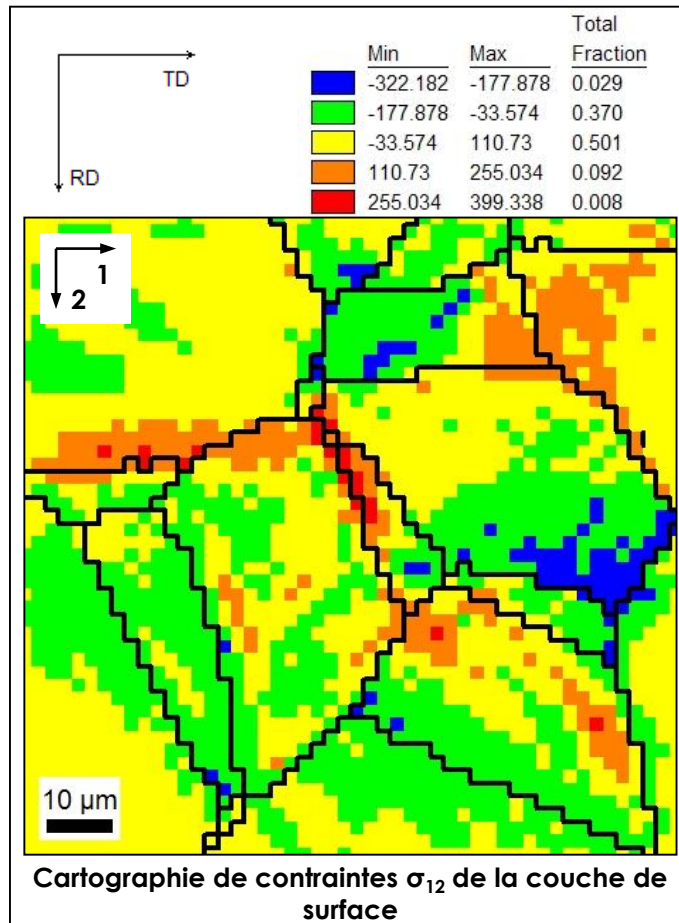 Total
Min Max Fraction
-322.182 -177.878 0.029
-177.878 -33.574 0.370
-33.574 110.73 0.501
110.73 255.034 0.092
255.034 399.338 0.008
TD
RD
1
2
10 µm
Cartographie de contraintes σ12 de la couche de
surface